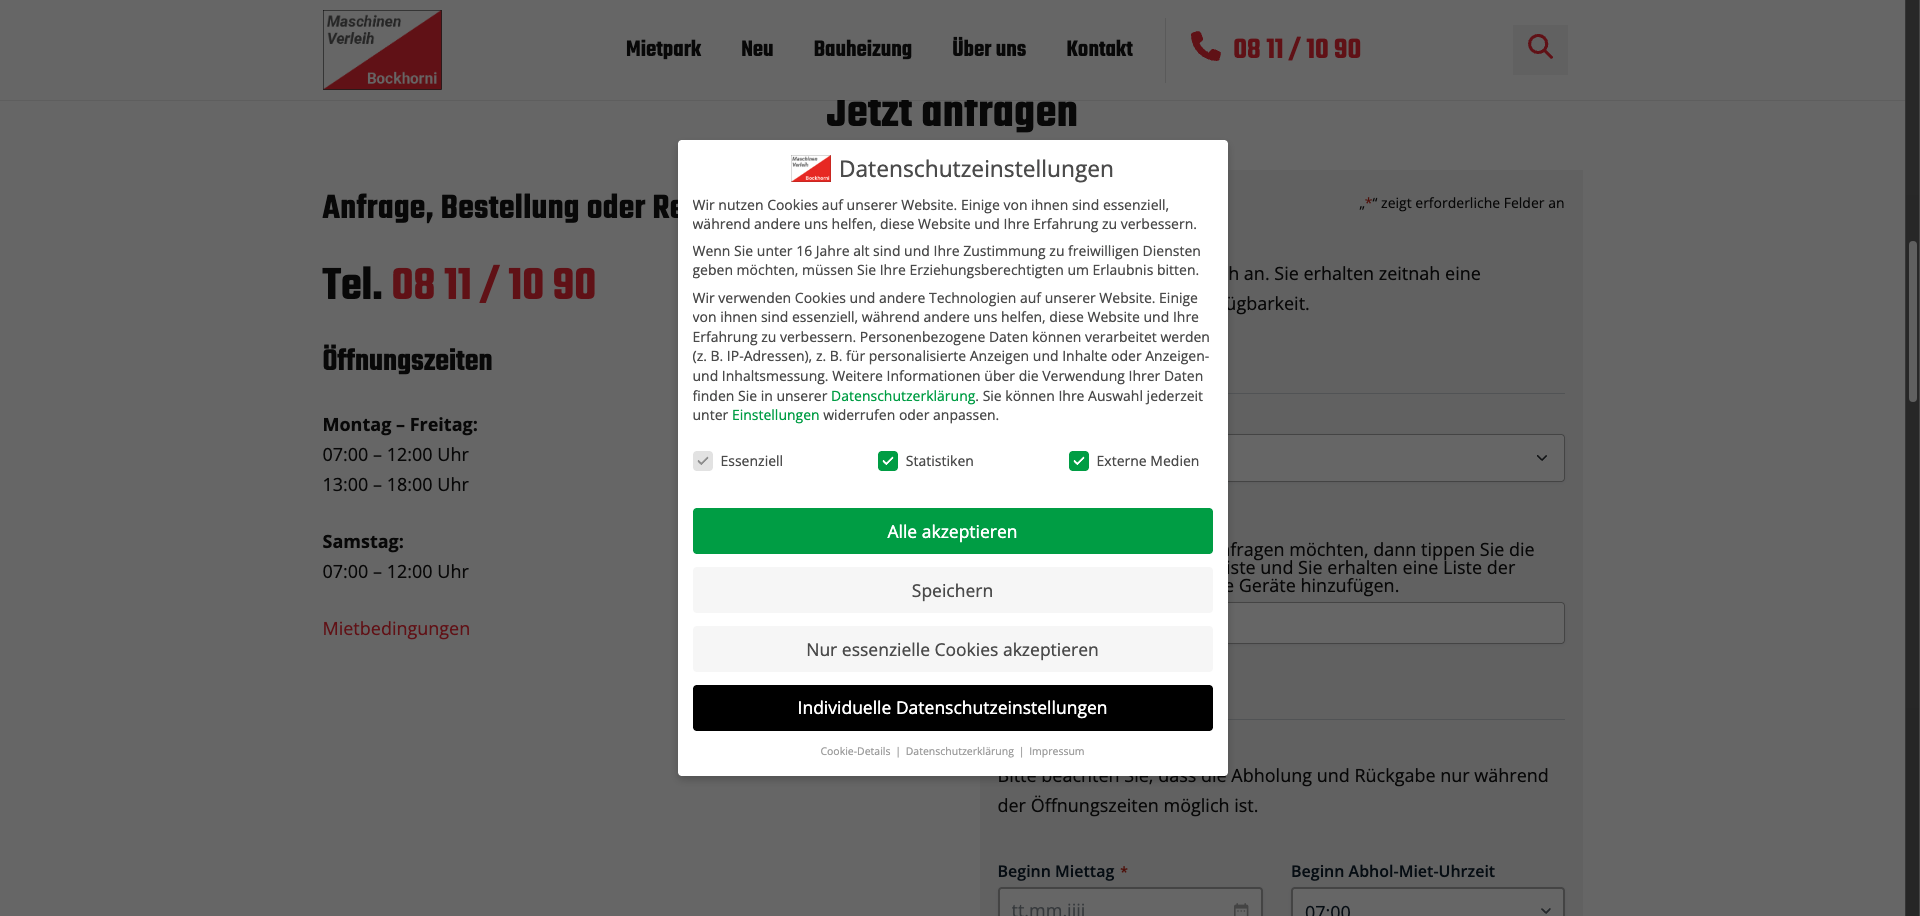 Maschinen
Verleih
Bockhorni
Mietpark
Neu
Bauheizung
Über uns
Kontakt
08 11 / 10 90
Jetzt anfragen
Anfrage, Bestellung oder Re
Tel. 08 11 / 10 90
Öffnungszeiten
Montag – Freitag:
07:00 – 12:00 Uhr
13:00 – 18:00 Uhr
Samstag:
07:00 – 12:00 Uhr
Mietbedingungen
Maschinen
Verleih
Bockhorni
Datenschutzeinstellungen
Wir nutzen Cookies auf unserer Website. Einige von ihnen sind essenziell,
während andere uns helfen, diese Website und Ihre Erfahrung zu verbessern.
Wenn Sie unter 16 Jahre alt sind und Ihre Zustimmung zu freiwilligen Diensten
geben möchten, müssen Sie Ihre Erziehungsberechtigten um Erlaubnis bitten.
Wir verwenden Cookies und andere Technologien auf unserer Website. Einige
von ihnen sind essenziell, während andere uns helfen, diese Website und Ihre
Erfahrung zu verbessern. Personenbezogene Daten können verarbeitet werden
(z. B. IP-Adressen), z. B. für personalisierte Anzeigen und Inhalte oder Anzeigen-
und Inhaltsmessung. Weitere Informationen über die Verwendung Ihrer Daten
finden Sie in unserer Datenschutzerklärung. Sie können Ihre Auswahl jederzeit
unter Einstellungen widerrufen oder anpassen.
Essenziell
Statistiken
Externe Medien
Alle akzeptieren
Speichern
Nur essenzielle Cookies akzeptieren
Individuelle Datenschutzeinstellungen
Cookie-Details | Datenschutzerklärung | Impressum
„*“ zeigt erforderliche Felder an
h an. Sie erhalten zeitnah eine
ügbarkeit.
nfragen möchten, dann tippen Sie die
iste und Sie erhalten eine Liste der
e Geräte hinzufügen.
Bitte beachten Sie, dass die Abholung und Rückgabe nur während
der Öffnungszeiten möglich ist.
Beginn Miettag *
Beginn Abhol-Miet-Uhrzeit
tt.mm.jjjj
07:00